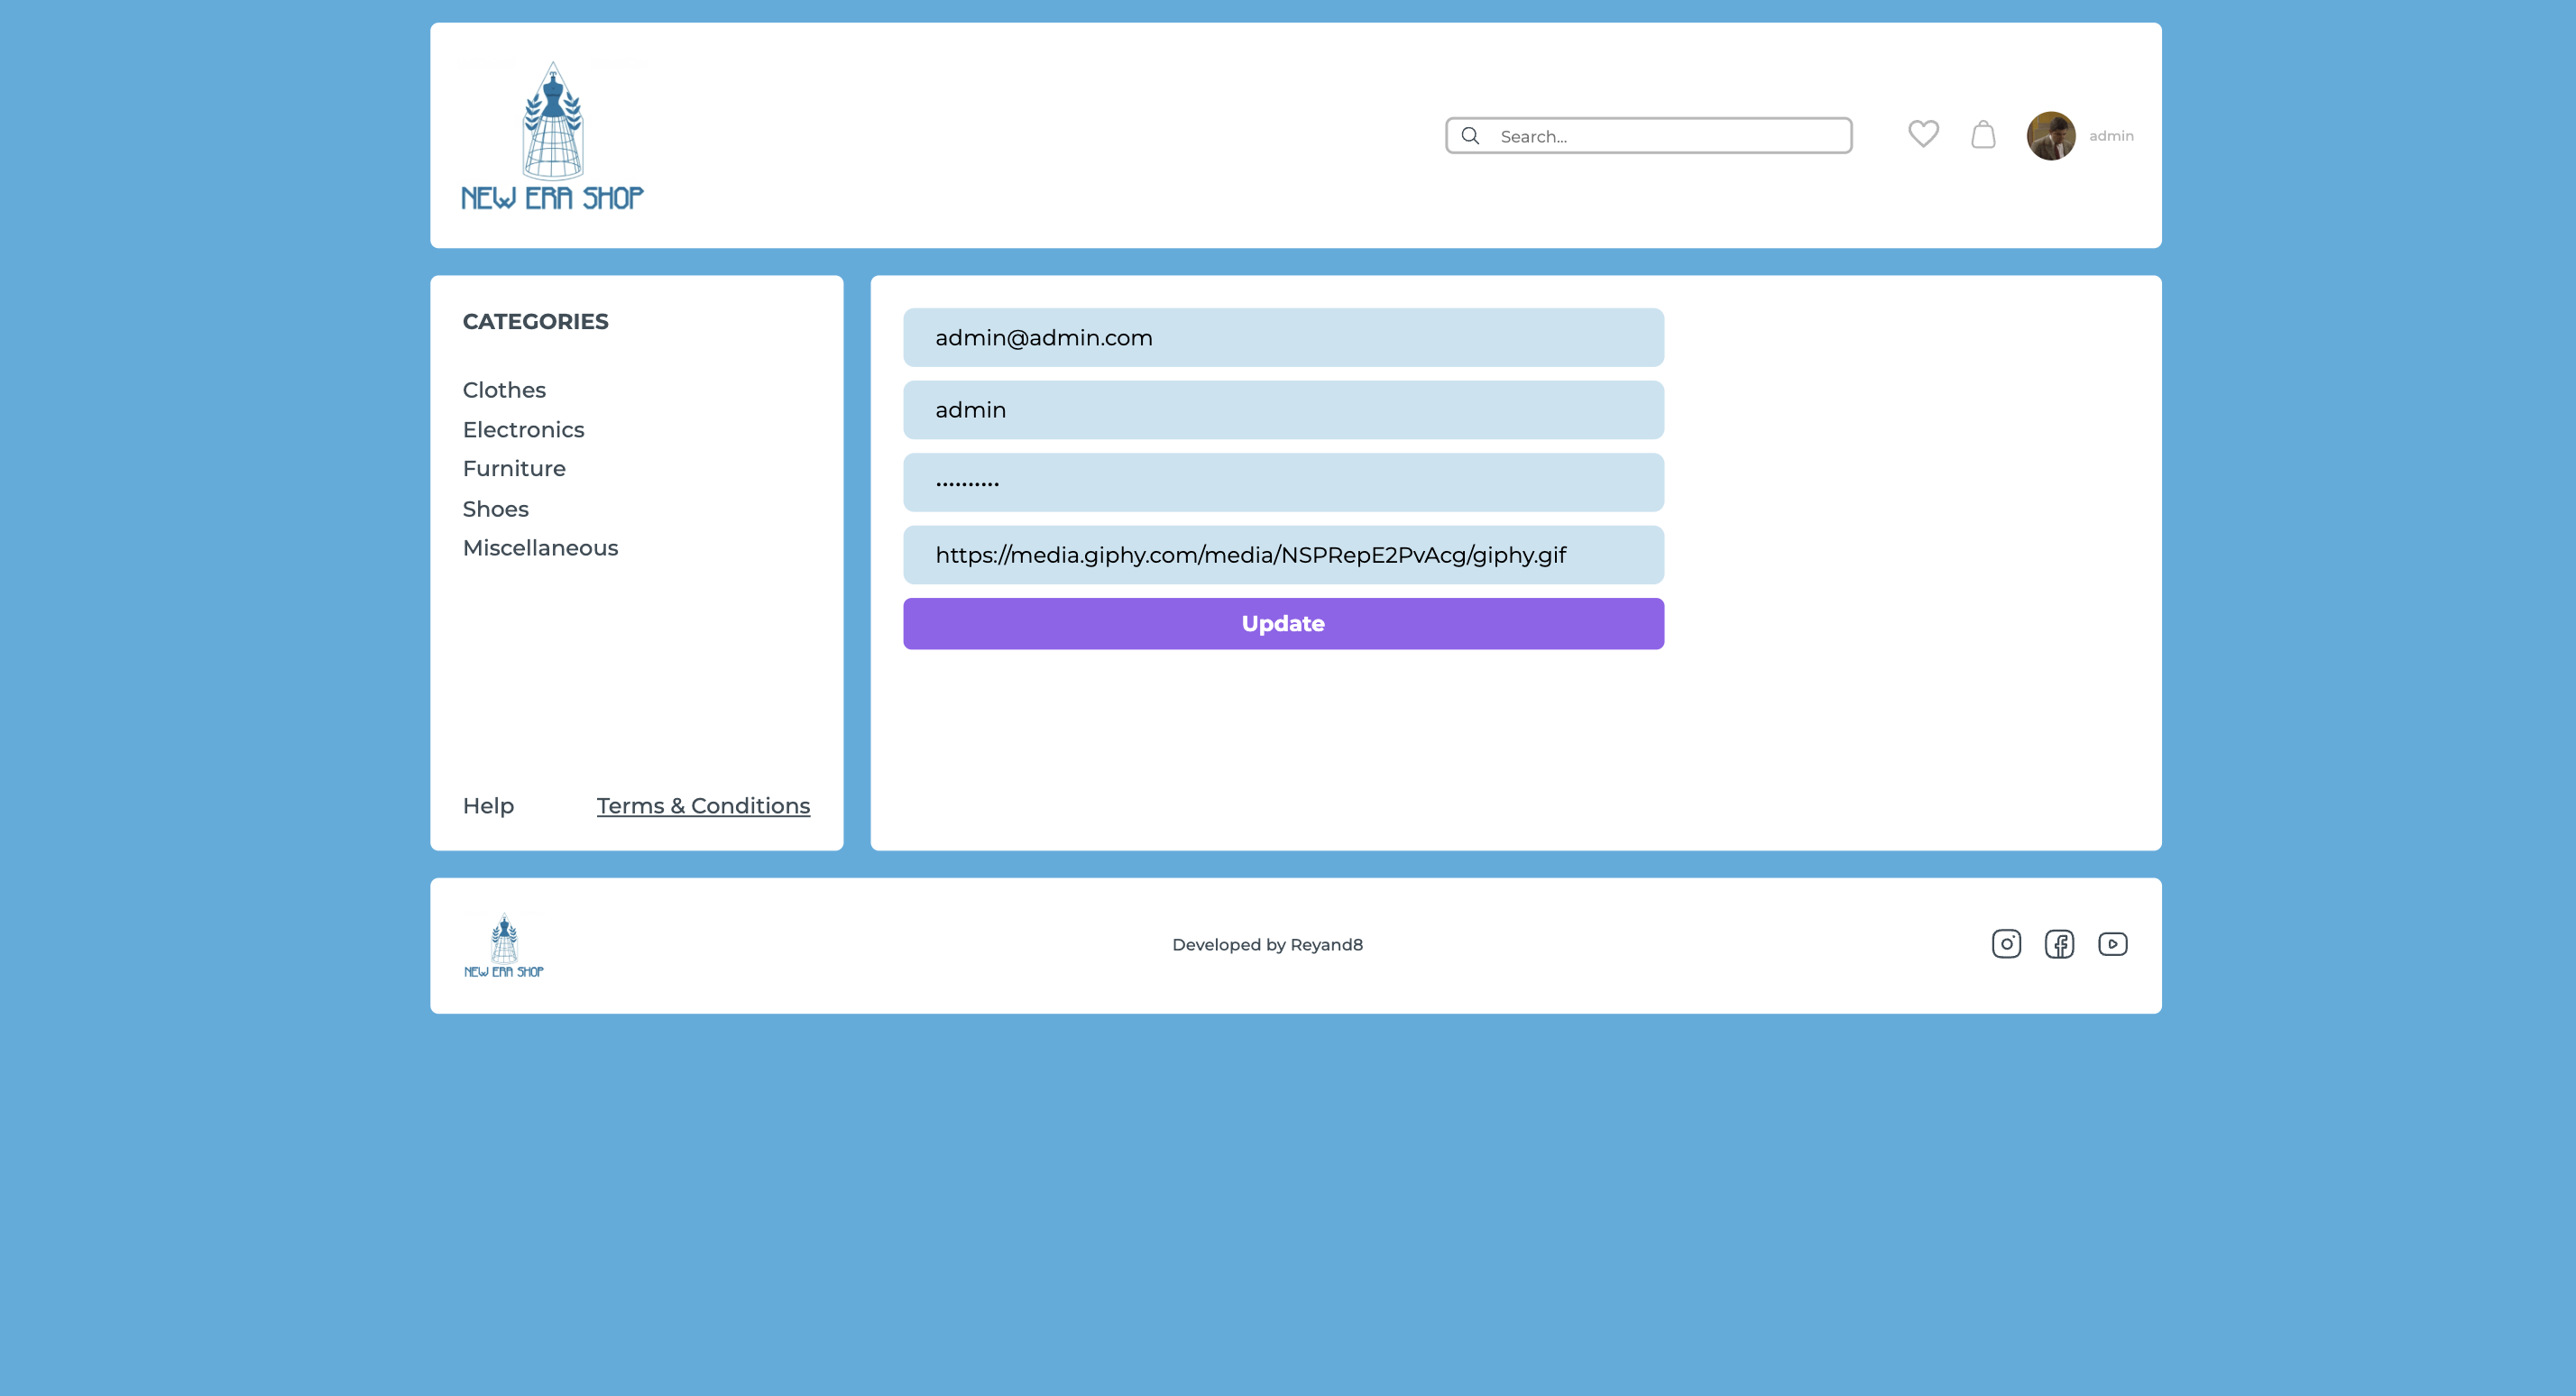 NEW ERA SHOP
Search...
admin
CATEGORIES
Clothes
Electronics
Furniture
Shoes
Miscellaneous
Help
Terms & Conditions
admin@admin.com
admin
••••••••••
https://media.giphy.com/media/NSPRepE2PvAcg/giphy.gif
Update
NEW ERA SHOP
Developed by Reyand8